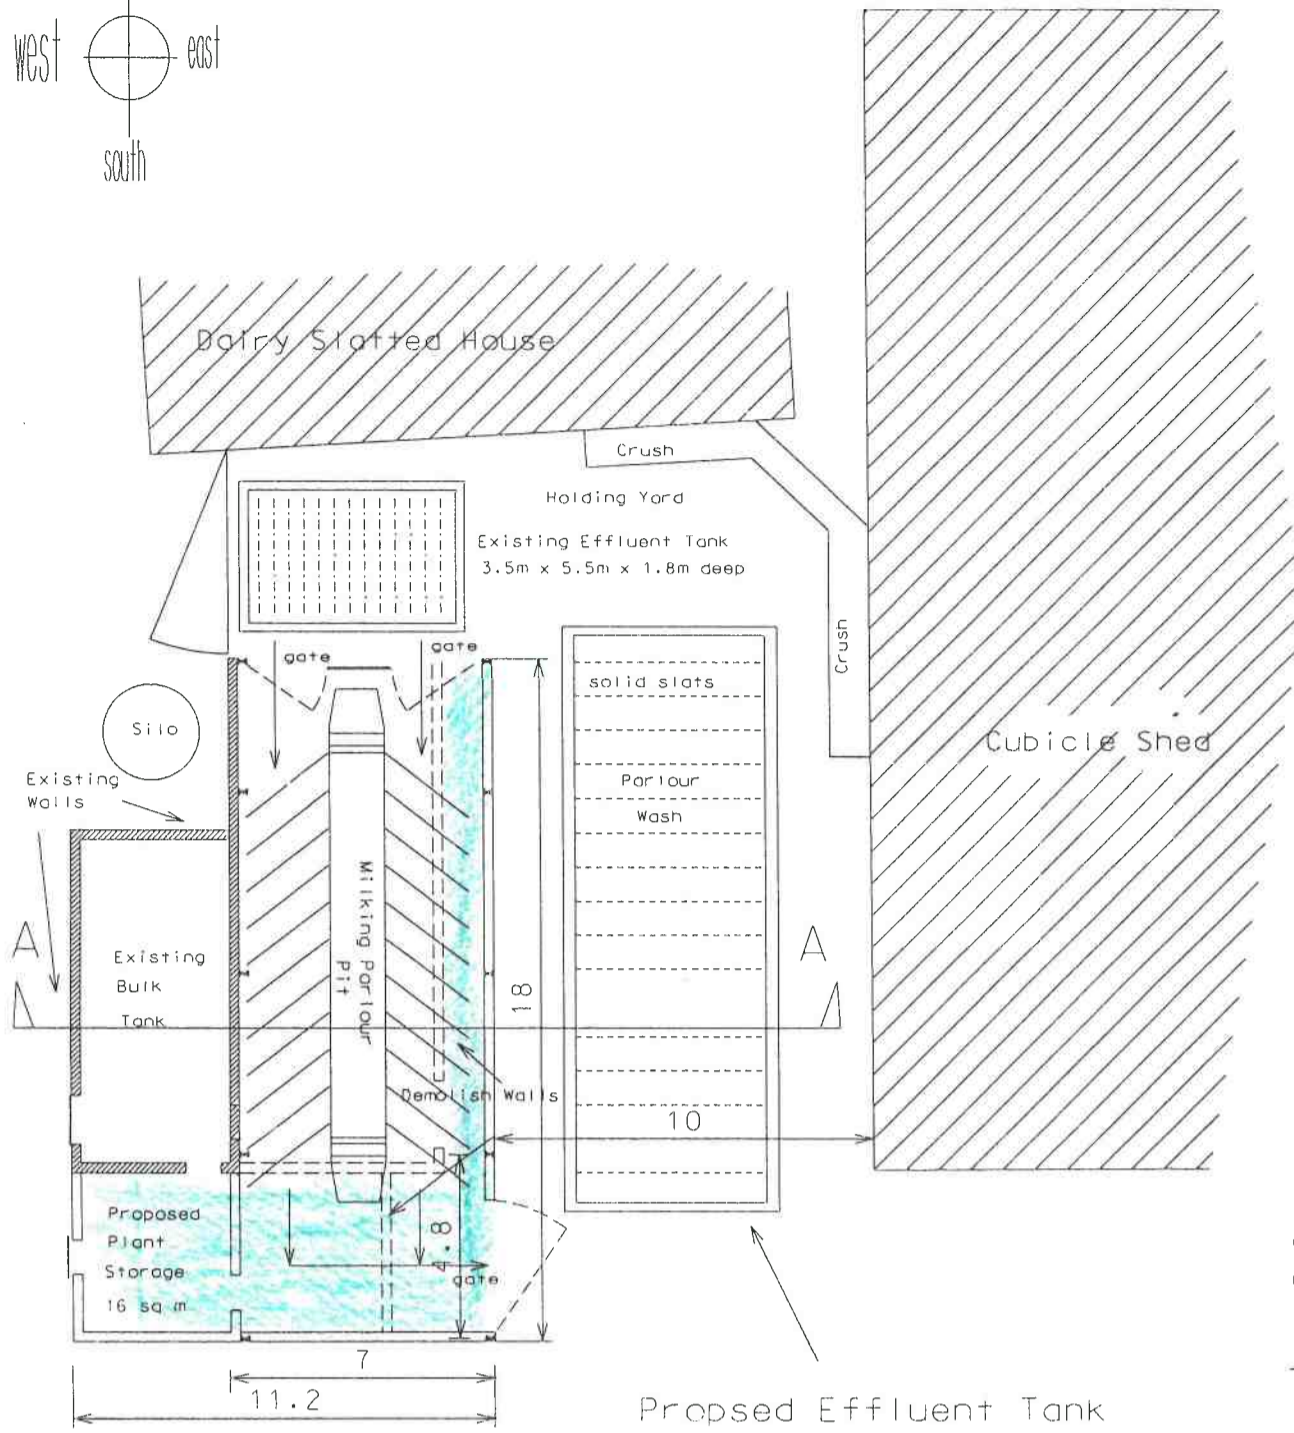 west
east
south
Dairy Slatted House
Crush
Holding Yard
Existing Effluent Tank
3.5m x 5.5m x 1.8m deep
Crush
gate
gate
solid slats
Silo
Cubicle Shed
Existing
Walls
Parlour
Wash
Milking Parlour
Pit
A
A
Existing
Bulk
Tank
18
Demolish Walls
10
Proposed
Plant
Storage
16 sq m
4.8
gate
7
11.2
Propsed Effluent Tank